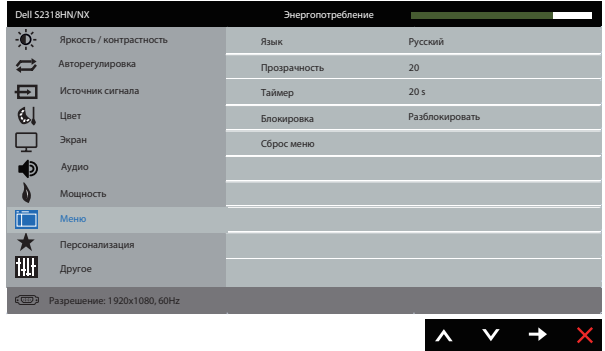 Dell S2318HN/NX Энергопотребление
Яркость / контрастность
Авторегулировка
Источник сигнала
Цвет
Экран
Аудио
Мощность
Меню
Персонализация
Другое
Язык Русский
Прозрачность 20
Таймер 20 s
Блокировка Разблокировать
Сброс меню
Разрешение: 1920x1080, 60Hz